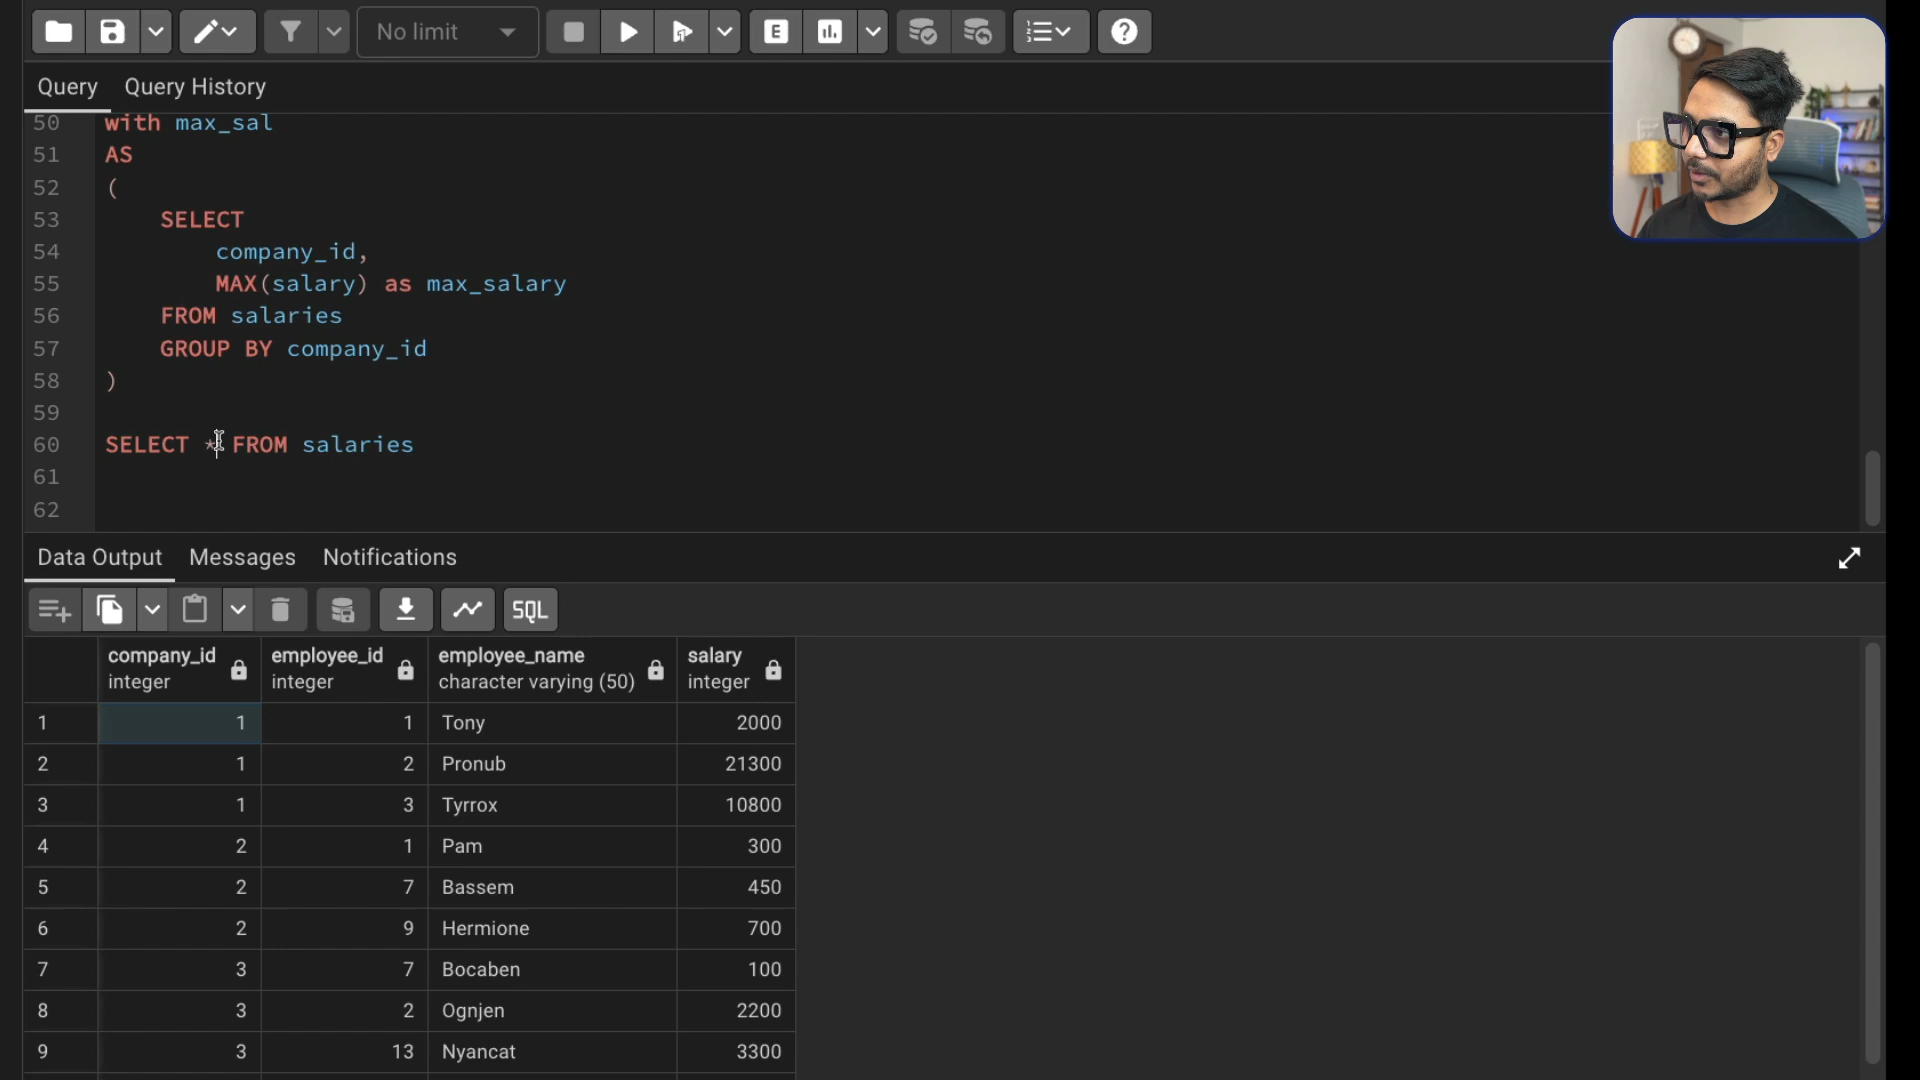 No limit
E
SQL
Query Query History
50 with max_sal
51 AS
52 (
53 SELECT
54 company_id,
55 MAX(salary) as max_salary
56 FROM salaries
57 GROUP BY company_id
58 )
59
60 SELECT * FROM salaries
61
62
Data Output Messages Notifications
company_id employee_id employee_name salary
integer integer character varying (50) integer
1 1 1 Tony 2000
2 1 2 Pronub 21300
3 1 3 Tyrrox 10800
4 2 1 Pam 300
5 2 7 Bassem 450
6 2 9 Hermione 700
7 3 7 Bocaben 100
8 3 2 Ognjen 2200
9 3 13 Nyancat 3300